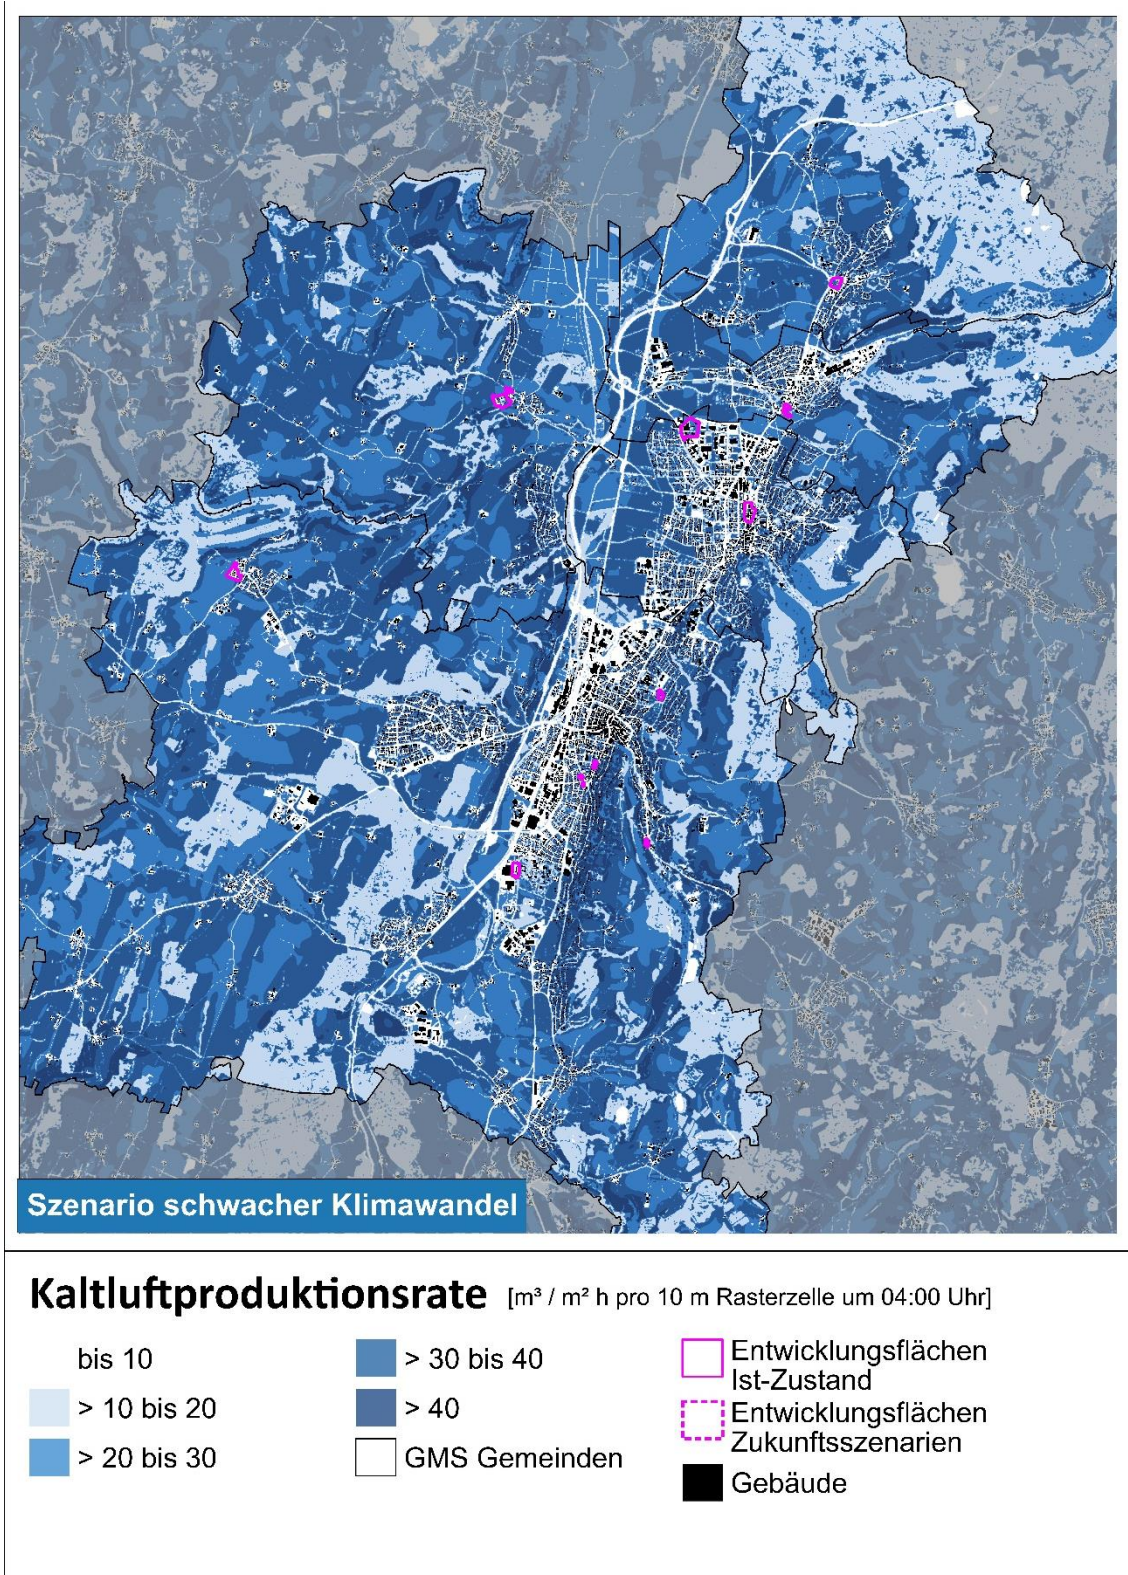 Szenario schwacher Klimawandel
Kaltluftproduktionsrate [m³ / m² h pro 10 m Rasterzelle um 04:00 Uhr]
bis 10
> 10 bis 20
> 20 bis 30
> 30 bis 40
> 40
GMS Gemeinden
Entwicklungsflächen
Ist-Zustand
Entwicklungsflächen
Zukunftsszenarien
Gebäude